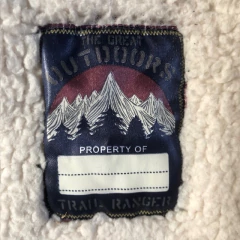 THE GREAT
OUTDOORS
PROPERTY OF
TRAIL RANGER